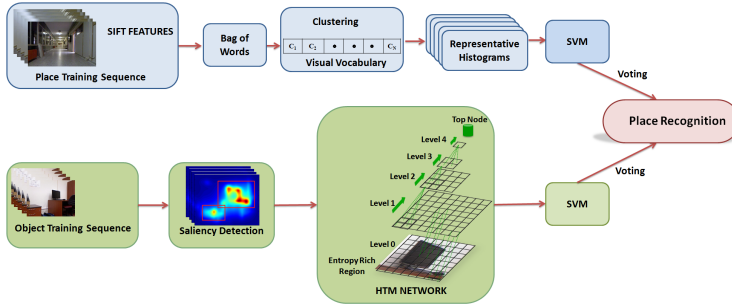 SIFT FEATURES
Place Training Sequence
Bag of
Words
Clustering
C1 C2 • • • CN
Visual Vocabulary
Representative
Histograms
SVM
Voting
Place Recognition
Object Training Sequence
Saliency Detection
Top Node
Level 4
Level 3
Level 2
Level 1
Level 0
Entropy Rich
Region
HTM NETWORK
SVM
Voting